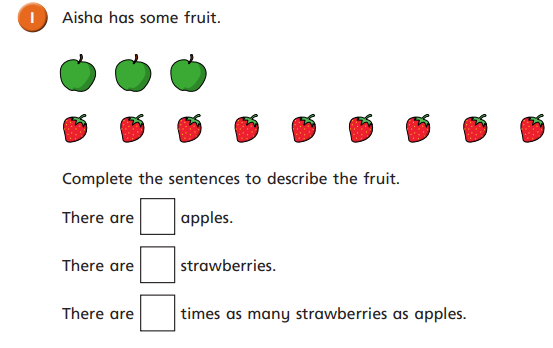 1 Aisha has some fruit.
Complete the sentences to describe the fruit.
There are apples.
There are strawberries.
There are times as many strawberries as apples.